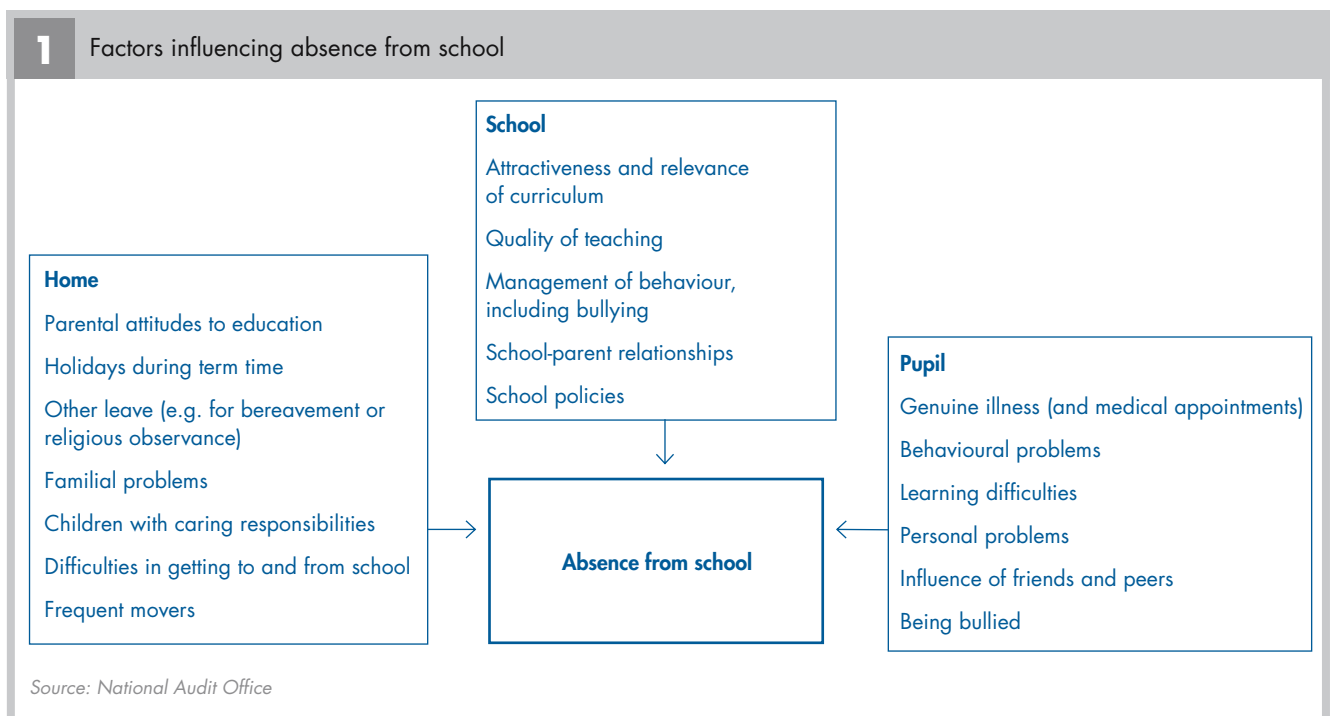 1
Factors influencing absence from school
School
Attractiveness and relevance
of curriculum
Quality of teaching
Management of behaviour,
including bullying
School-parent relationships
School policies
Home
Parental attitudes to education
Holidays during term time
Other leave (e.g. for bereavement or
religious observance)
Familial problems
Children with caring responsibilities
Difficulties in getting to and from school
Frequent movers
Pupil
Genuine illness (and medical appointments)
Behavioural problems
Learning difficulties
Personal problems
Influence of friends and peers
Being bullied
Absence from school
Source: National Audit Office